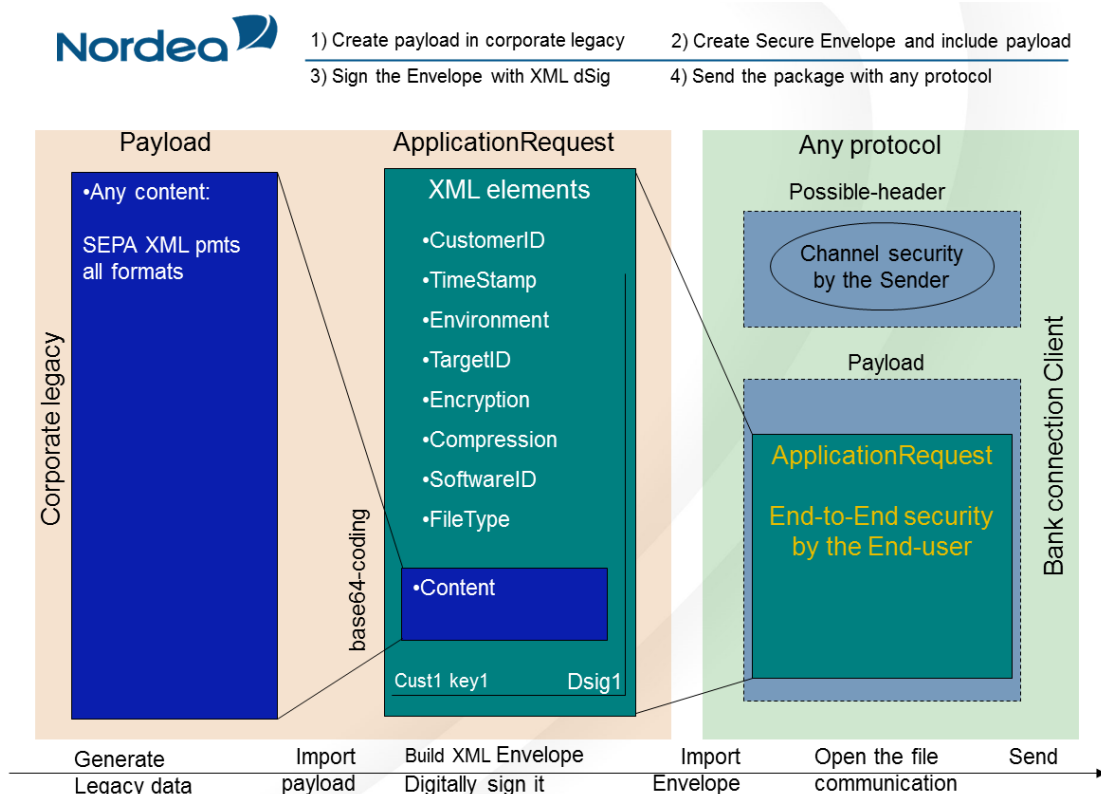 Nordea
1) Create payload in corporate legacy
2) Create Secure Envelope and include payload
3) Sign the Envelope with XML dSig
4) Send the package with any protocol
Payload
ApplicationRequest
Any protocol
•Any content:
SEPA XML pmts
all formats
Corporate legacy
XML elements
•CustomerID
•TimeStamp
•Environment
•TargetID
•Encryption
•Compression
•SoftwareID
•FileType
•Content
base64-coding
Cust1 key1
Dsig1
Possible-header
Channel security
by the Sender
Payload
ApplicationRequest
End-to-End security
by the End-user
Bank connection Client
Generate
Legacy data
Import
payload
Build XML Envelope
Digitally sign it
Import
Envelope
Open the file
communication
Send